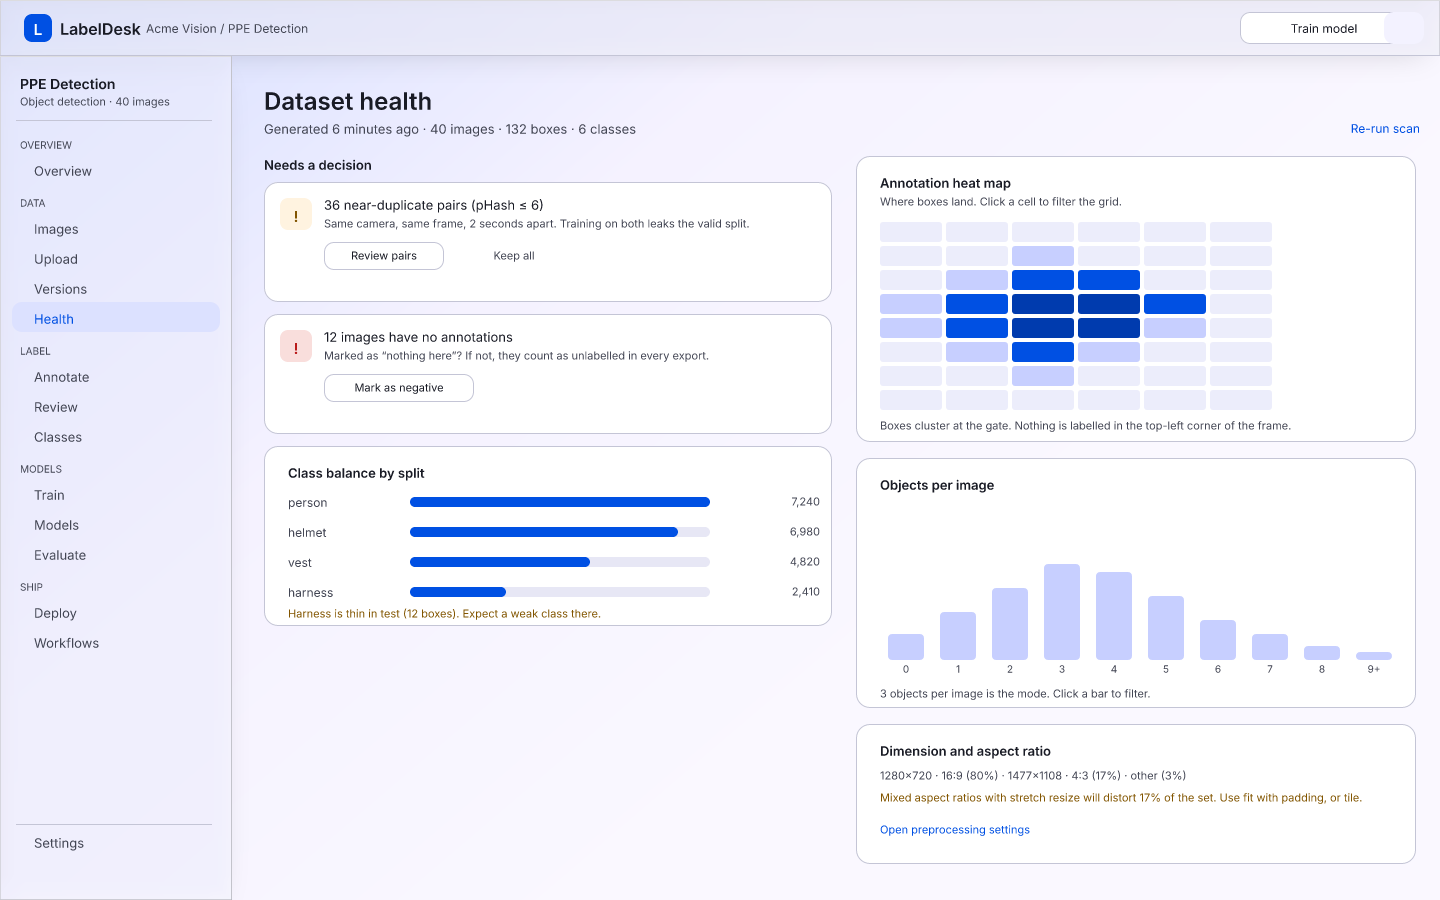 L LabelDesk Acme Vision / PPE Detection
Train model
PPE Detection
Object detection · 40 images
OVERVIEW
Overview
DATA
Images
Upload
Versions
Health
LABEL
Annotate
Review
Classes
MODELS
Train
Models
Evaluate
SHIP
Deploy
Workflows
Settings
Dataset health
Generated 6 minutes ago · 40 images · 132 boxes · 6 classes
Re-run scan
Needs a decision
!
36 near-duplicate pairs (pHash ≤ 6)
Same camera, same frame, 2 seconds apart. Training on both leaks the valid split.
Review pairs
Keep all
!
12 images have no annotations
Marked as “nothing here”? If not, they count as unlabelled in every export.
Mark as negative
Class balance by split
person 7,240
helmet 6,980
vest 4,820
harness 2,410
Harness is thin in test (12 boxes). Expect a weak class there.
Annotation heat map
Where boxes land. Click a cell to filter the grid.
Boxes cluster at the gate. Nothing is labelled in the top-left corner of the frame.
Objects per image
0 1 2 3 4 5 6 7 8 9+
3 objects per image is the mode. Click a bar to filter.
Dimension and aspect ratio
1280×720 · 16:9 (80%) · 1477×1108 · 4:3 (17%) · other (3%)
Mixed aspect ratios with stretch resize will distort 17% of the set. Use fit with padding, or tile.
Open preprocessing settings